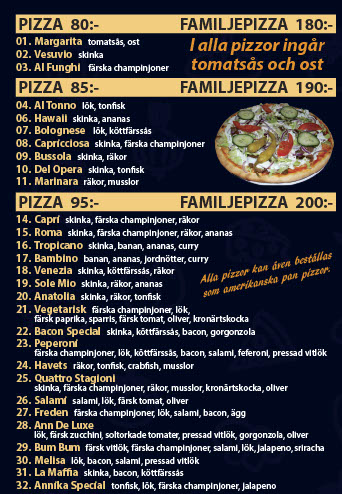 PIZZA 80:- FAMILJEPIZZA 180:-
01. Margarita tomatsås, ost
02. Vesuvio skinka
03. Al Funghi färska champinjoner
I alla pizzor ingår
tomatsås och ost
PIZZA 85:- FAMILJEPIZZA 190:-
04. Al Tonno lök, tonfisk
06. Hawaii skinka, ananas
07. Bolognese lök, köttfärssås
08. Capricciosa skinka, färska champinjoner
09. Bussola skinka, räkor
10. Del Opera skinka, tonfisk
11. Marinara räkor, musslor
PIZZA 95:- FAMILJEPIZZA 200:-
14. Caprí skinka, färska champinjoner, räkor
15. Roma skinka, färska champinjoner, räkor, ananas
16. Tropicano skinka, banan, ananas, curry
17. Bambino banan, ananas, jordnötter, curry
18. Venezia skinka, köttfärssås, räkor
19. Sole Mio skinka, räkor, ananas
20. Anatolia skinka, räkor, tonfisk
Alla pizzor kan även beställas
som amerikanska pan pizzor.
21. Vegetarisk färska champinjoner, lök,
färsk paprika, sparris, färsk tomat, oliver, kronärtskocka
22. Bacon Special skinka, köttfärssås, bacon, gorgonzola
23. Peperoní
färska champinjoner, lök, köttfärssås, bacon, salami, feferoni, pressad vitlök
24. Havets räkor, tonfisk, crabfish, musslor
25. Quattro Stagioni
skinka, färska champinjoner, räkor, musslor, kronärtskocka, oliver
26. Salamí salami, lök, färsk tomat, oliver
27. Freden färska champinjoner, lök, salami, bacon, ägg
28. Ann De Luxe
lök, färsk zucchini, soltorkade tomater, pressad vitlök, gorgonzola, oliver
29. Bum Bum färsk vitlök, färska champinjoner, salami, lök, jalapeno, sriracha
30. Melisa lök, bacon, salami, pressad vitlök
31. La Maffia skinka, bacon, köttfärssås
32. Annika Special tonfisk, lök, färska champinjoner, jalapeno